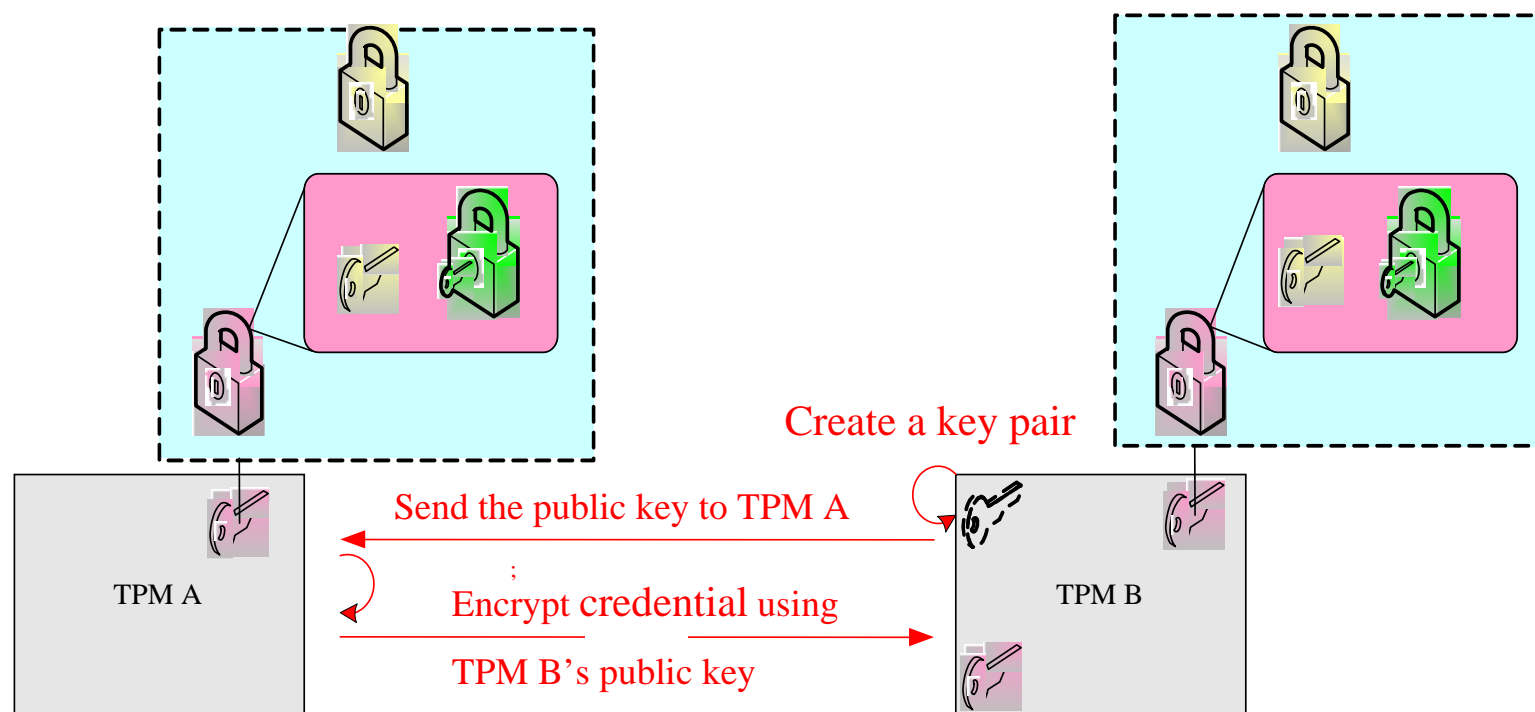 Create a key pair
Send the public key to TPM A
TPM A
;
Encrypt credential using
TPM B
TPM B’s public key